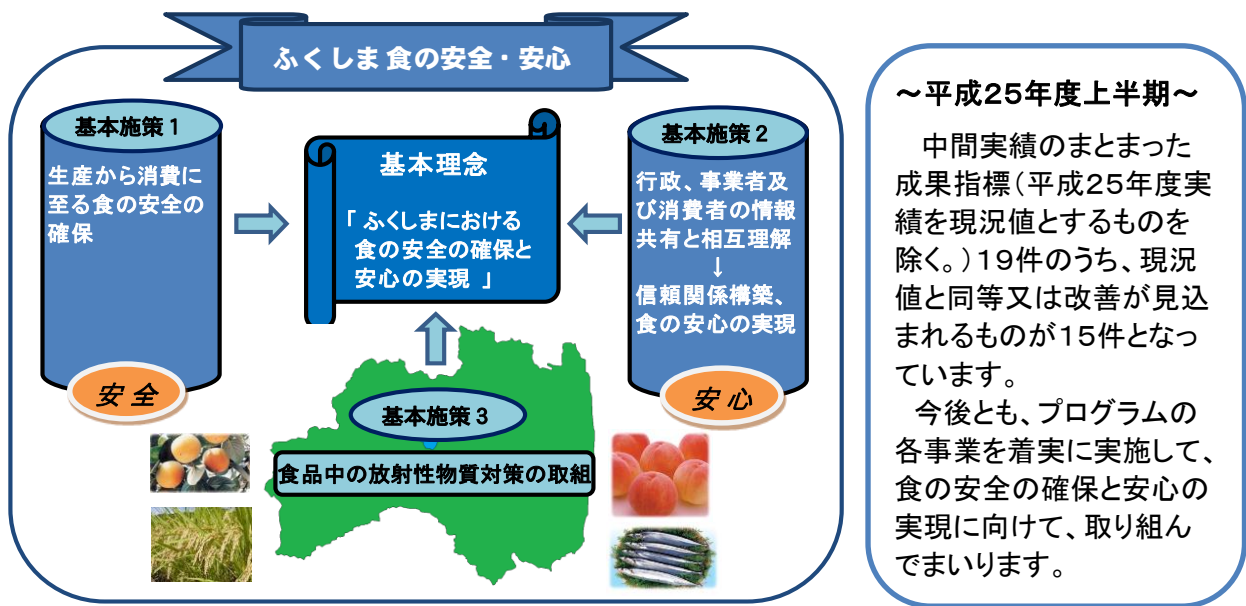 ふくしま 食の安全・安心
基本施策1
生産から消費に
至る食の安全の
確保
安 全
基本理念
「 ふくしまにおける
食の安全の確保と
安心の実現 」
基本施策2
行政、事業者及
び消費者の情報
共有と相互理解
↓
信頼関係構築、
食の安心の実現
安 心
基本施策3
食品中の放射性物質対策の取組
～平成25年度上半期～
中間実績のまとまった
成果指標(平成25年度実
績を現況値とするものを
除く。)19件のうち、現況
値と同等又は改善が見込
まれるものが15件となっ
ています。
今後とも、プログラムの
各事業を着実に実施して、
食の安全の確保と安心の
実現に向けて、取り組ん
でまいります。